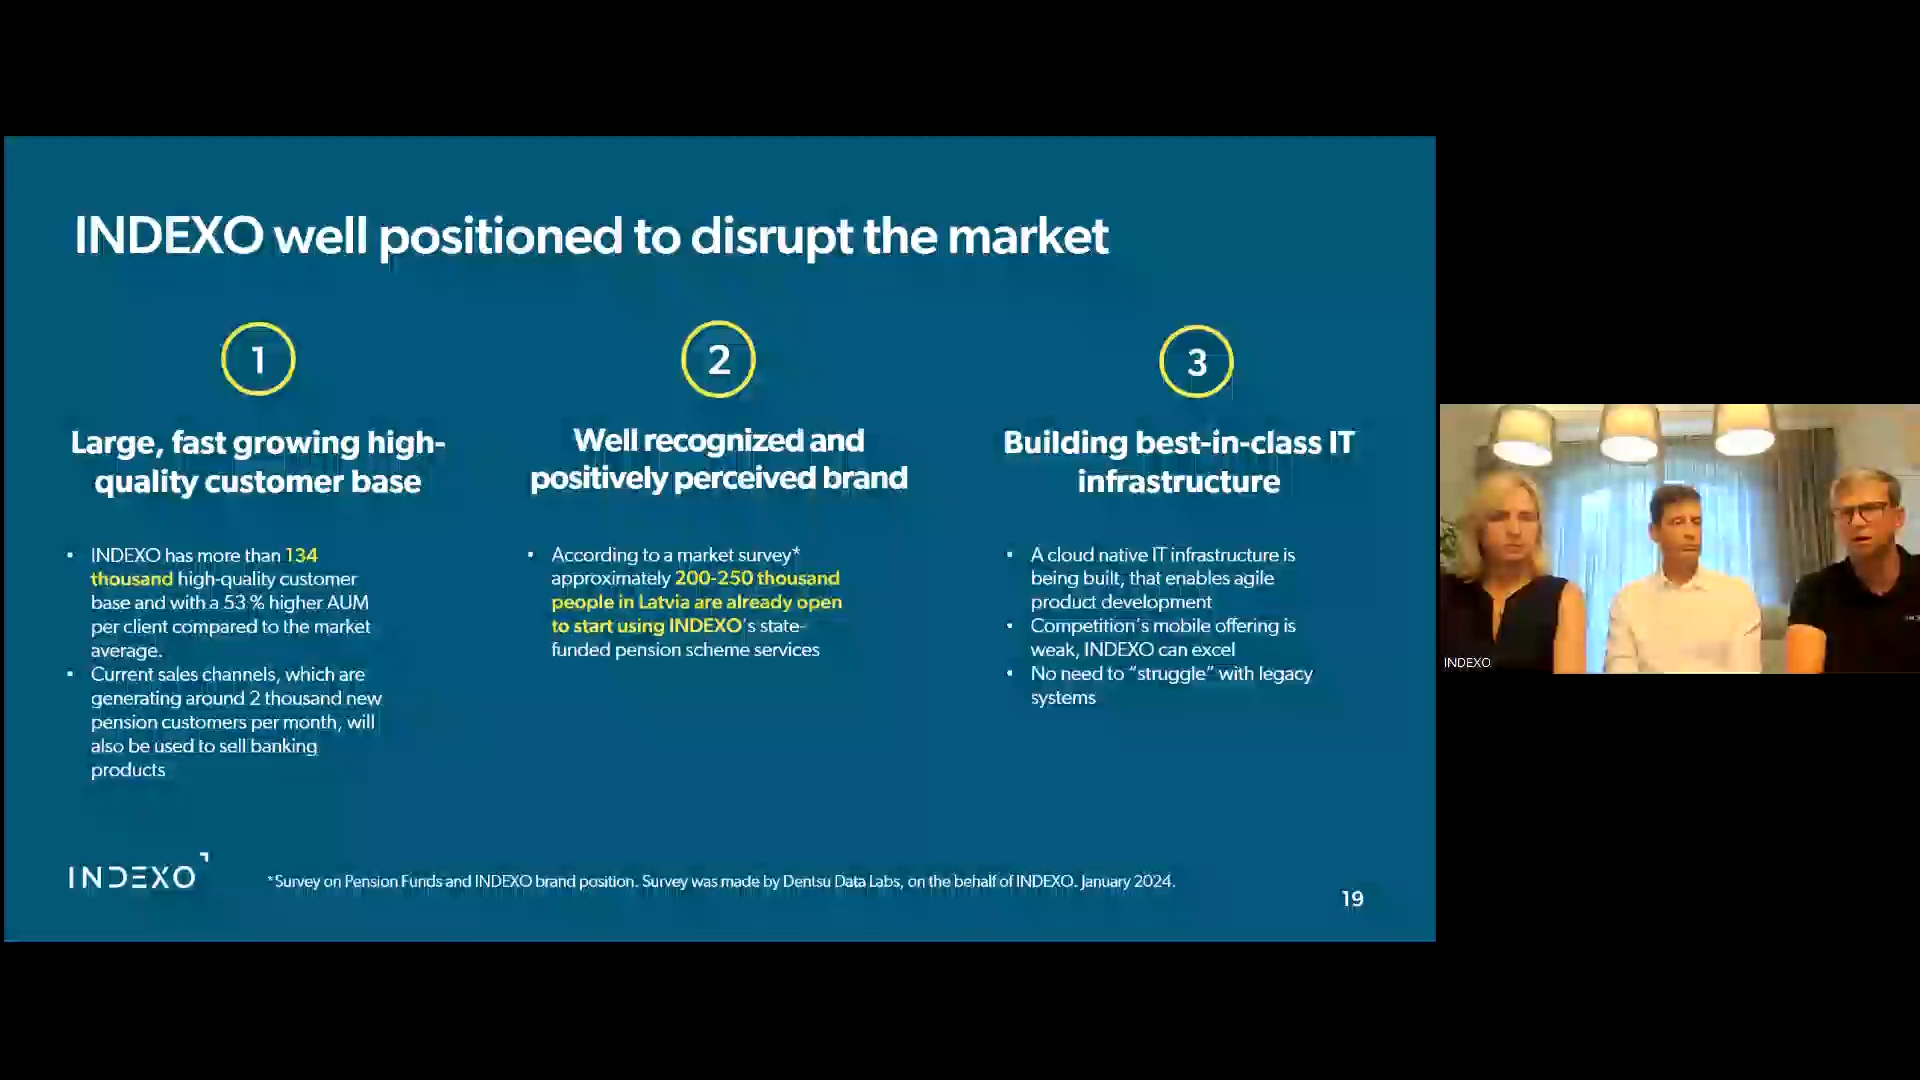 INDEXO well positioned to disrupt the market
1
Large, fast growing high-
quality customer base
• INDEXO has more than 134
thousand high-quality customer
base and with a 53 % higher AUM
per client compared to the market
average.
• Current sales channels, which are
generating around 2 thousand new
pension customers per month, will
also be used to sell banking
products
2
Well recognized and
positively perceived brand
• According to a market survey*
approximately 200-250 thousand
people in Latvia are already open
to start using INDEXO's state-
funded pension scheme services
3
Building best-in-class IT
infrastructure
• A cloud native IT infrastructure is
being built, that enables agile
product development
• Competition's mobile offering is
weak, INDEXO can excel
• No need to “struggle” with legacy
systems
INDEXO
*Survey on Pension Funds and INDEXO brand position. Survey was made by Dentsu Data Labs, on the behalf of INDEXO. January 2024.
19
INDEXO